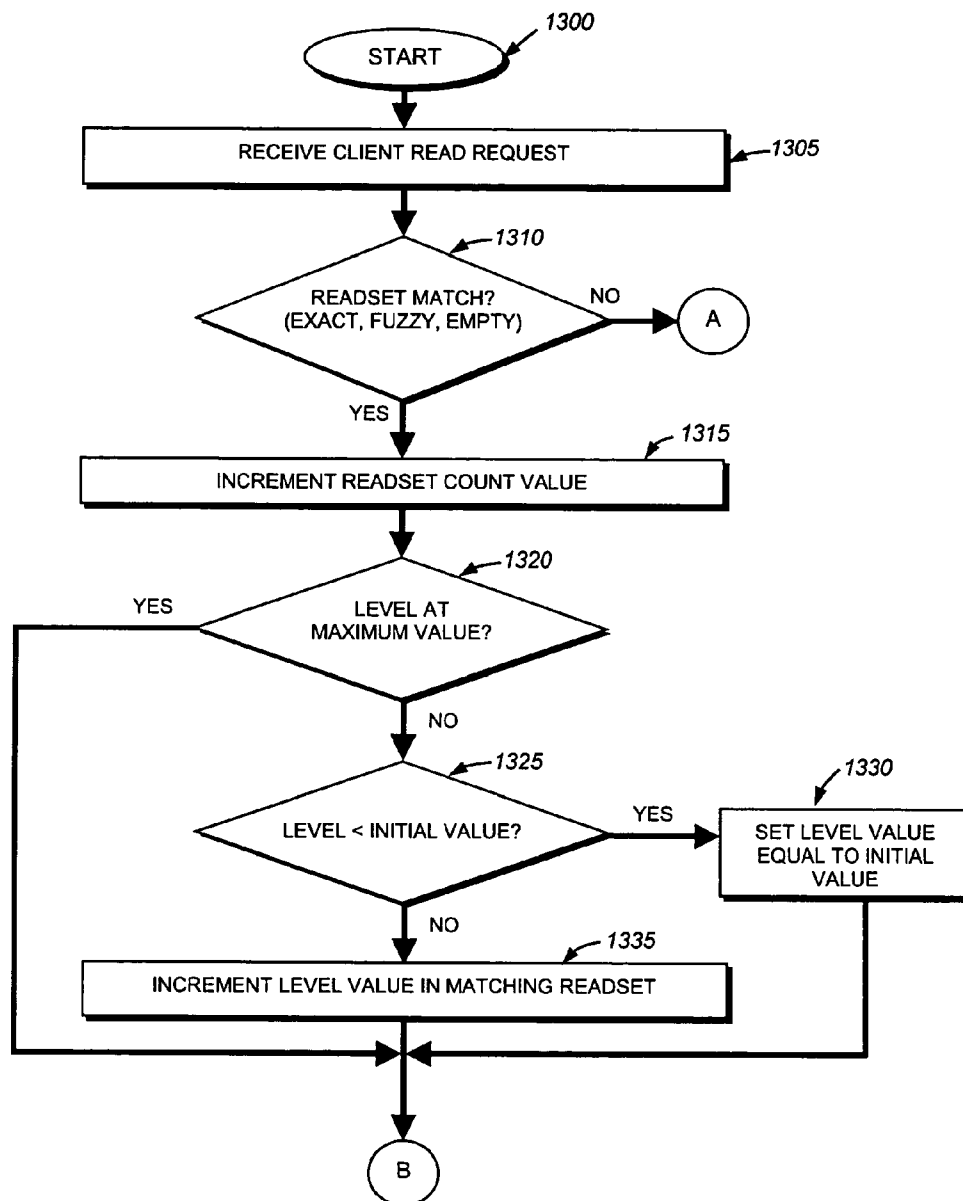 1300
START
RECEIVE CLIENT READ REQUEST
1305
1310
READSET MATCH?
(EXACT, FUZZY, EMPTY)
NO
A
YES
1315
INCREMENT READSET COUNT VALUE
1320
YES
LEVEL AT
MAXIMUM VALUE?
NO
1325
LEVEL < INITIAL VALUE?
YES
1330
SET LEVEL VALUE
EQUAL TO INITIAL
VALUE
NO
1335
INCREMENT LEVEL VALUE IN MATCHING READSET
B